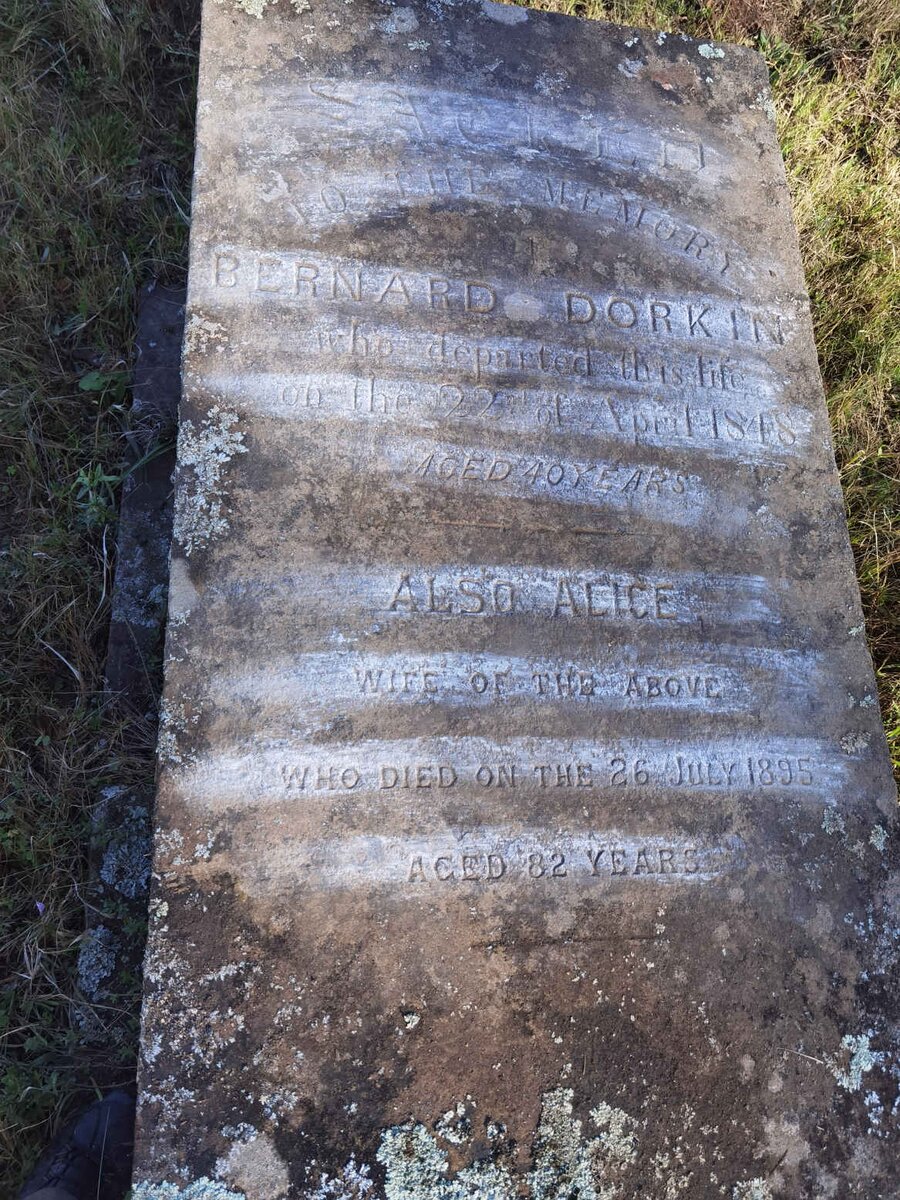 SACRED
TO THE MEMORY
BERNARD DORKIN
who departed this life
on the 22nd of April 1848
AGED 40 YEARS
ALSO ALICE
WIFE OF THE ABOVE
WHO DIED ON THE 26 JULY 1895
AGED 82 YEARS